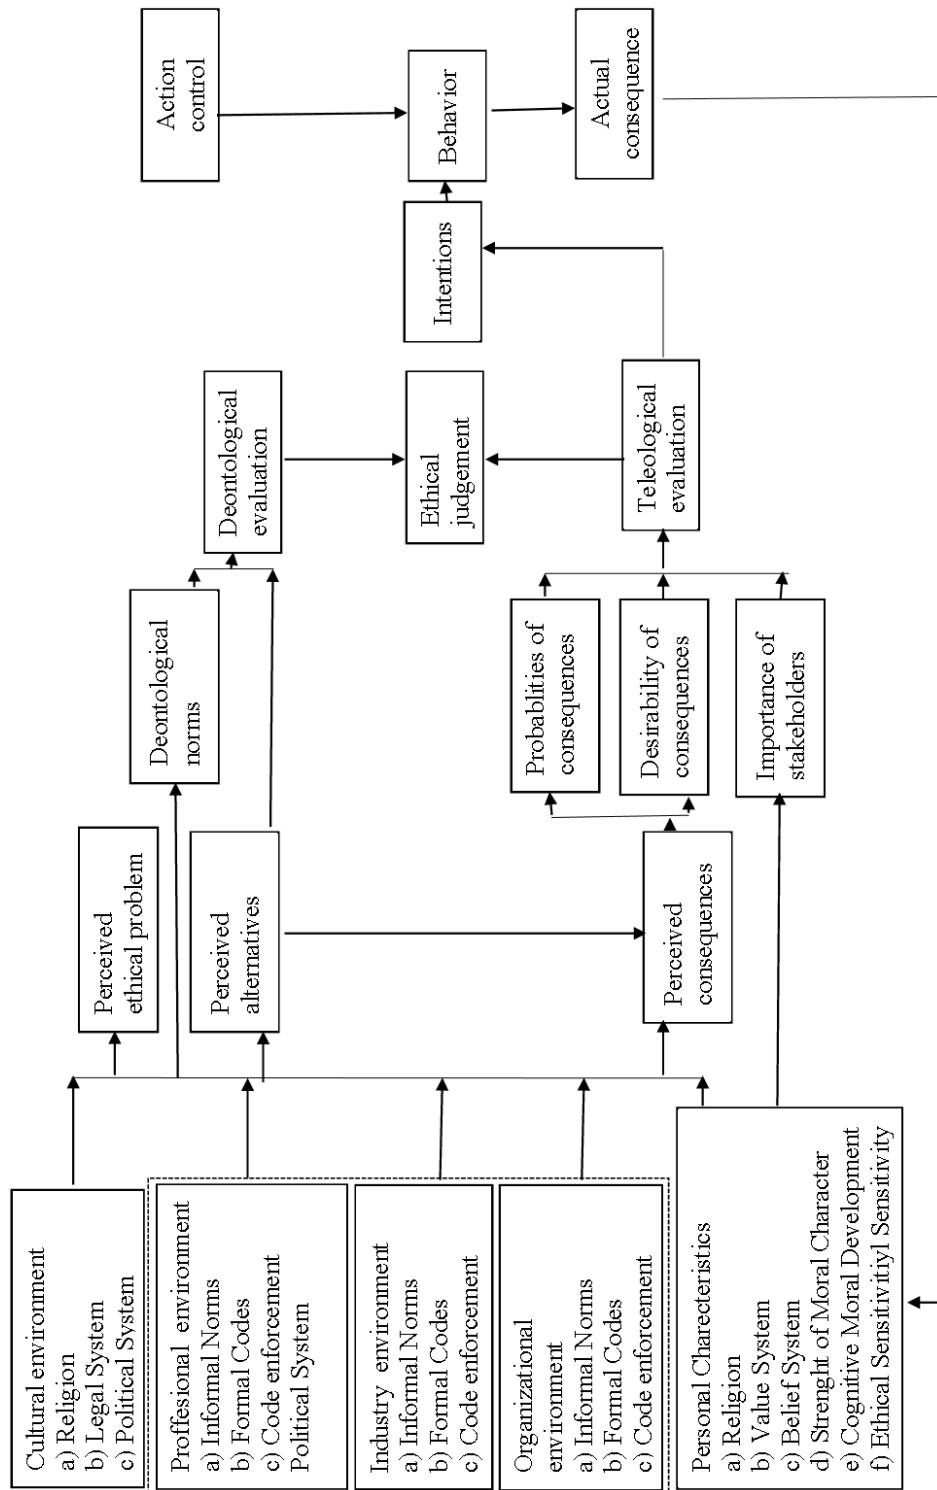 Cultural environment
a) Religion
b) Legal System
c) Political System
Proffesional environment
a) Informal Norms
b) Formal Codes
c) Code enforcement
Political System
Industry environment
a) Informal Norms
b) Formal Codes
c) Code enforcement
Organizational
environment
a) Informal Norms
b) Formal Codes
c) Code enforcement
Personal Charecteristics
a) Religion
b) Value System
c) Belief System
d) Strenght of Moral Character
e) Cognitive Moral Development
f) Ethical Sensitivitiyl Sensitivity
Perceived
ethical problem
Perceived
alternatives
Perceived
consequences
Deontological
norms
Probablities of
consequences
Desirability of
consequences
Importance of
stakeholders
Deontological
evaluation
Ethical
judgement
Teleological
evaluation
Intentions
Action
control
Behavior
Actual
consequence